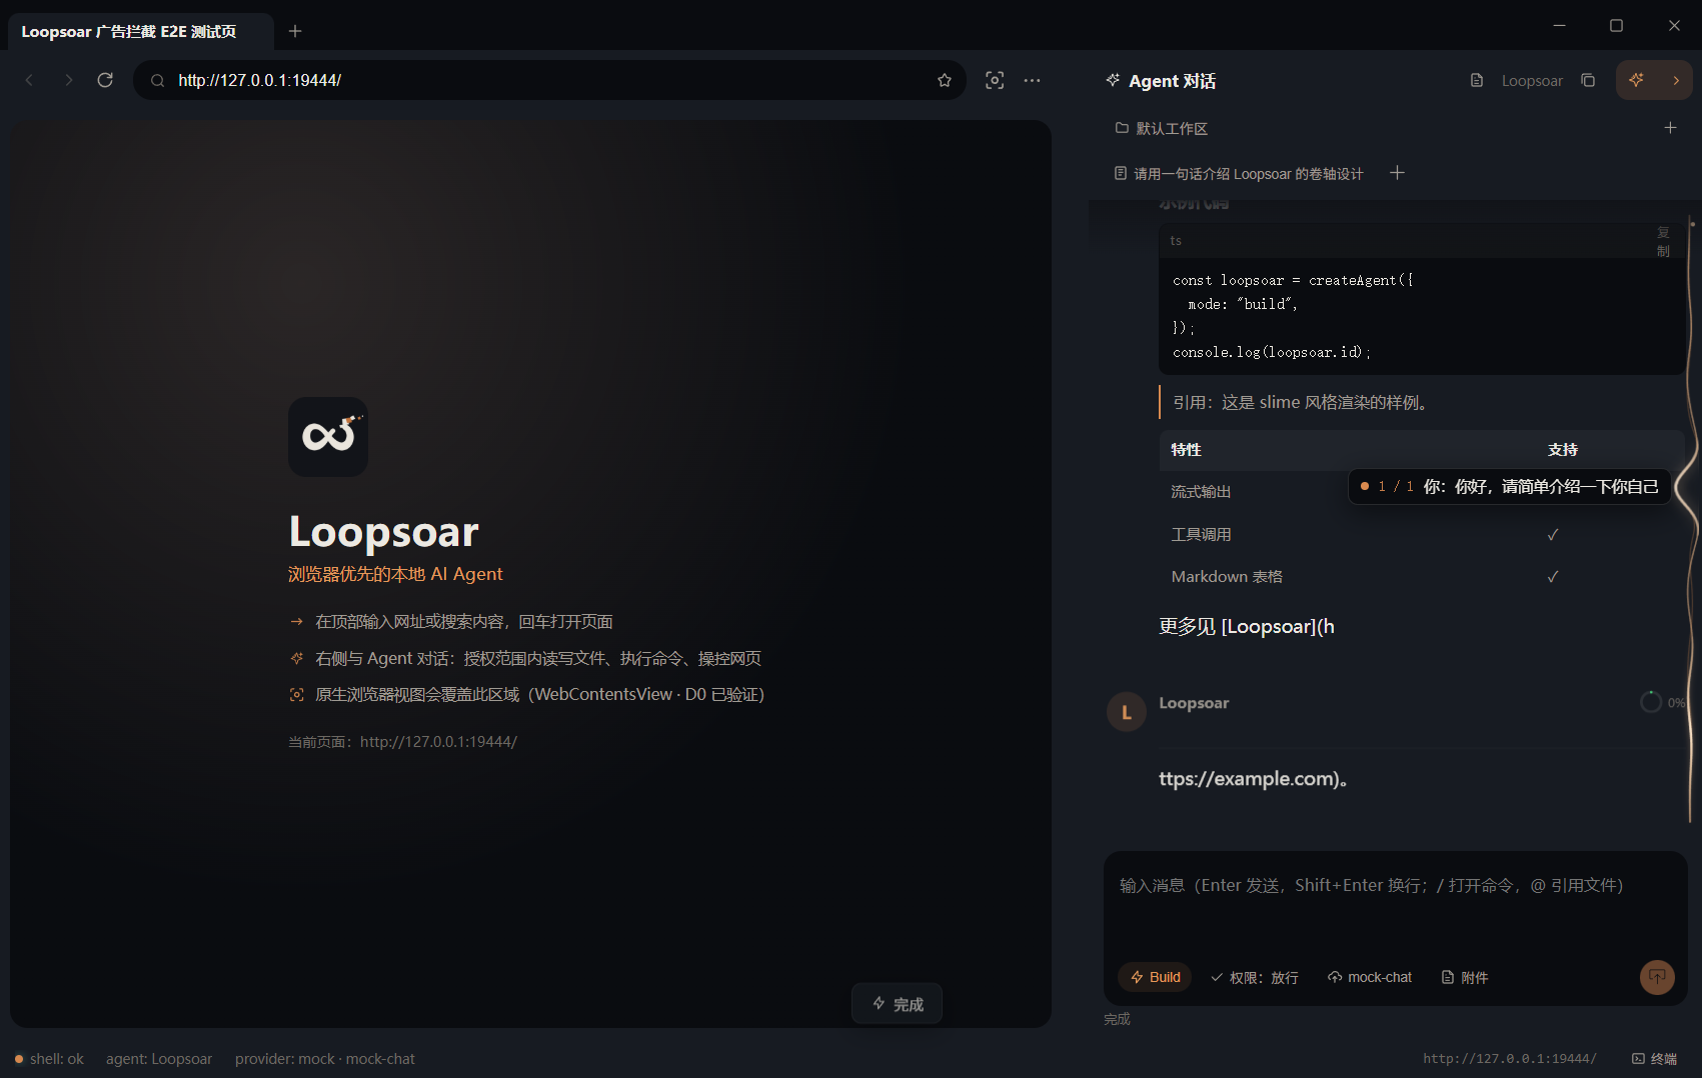 Loopsoar 广告拦截 E2E 测试页
http://127.0.0.1:19444/
Loopsoar
浏览器优先的本地 AI Agent
在顶部输入网址或搜索内容，回车打开页面
右侧与 Agent 对话：授权范围内读写文件、执行命令、操控网页
原生浏览器视图会覆盖此区域（WebContentsView · D0 已验证）
当前页面：http://127.0.0.1:19444/
完成
Agent 对话
Loopsoar
默认工作区
请用一句话介绍 Loopsoar 的卷轴设计
示例代码
ts
复制
const loopsoar = createAgent({
mode: "build",
});
console.log(loopsoar.id);
引用：这是 slime 风格渲染的样例。
特性 支持
流式输出
1 / 1 你：你好，请简单介绍一下你自己
工具调用 ✓
Markdown 表格 ✓
更多见 [Loopsoar](h
L
Loopsoar
0%
ttps://example.com)。
输入消息（Enter 发送，Shift+Enter 换行；/ 打开命令，@ 引用文件）
Build
权限：放行
mock-chat
附件
完成
shell: ok
agent: Loopsoar
provider: mock · mock-chat
http://127.0.0.1:19444/
终端